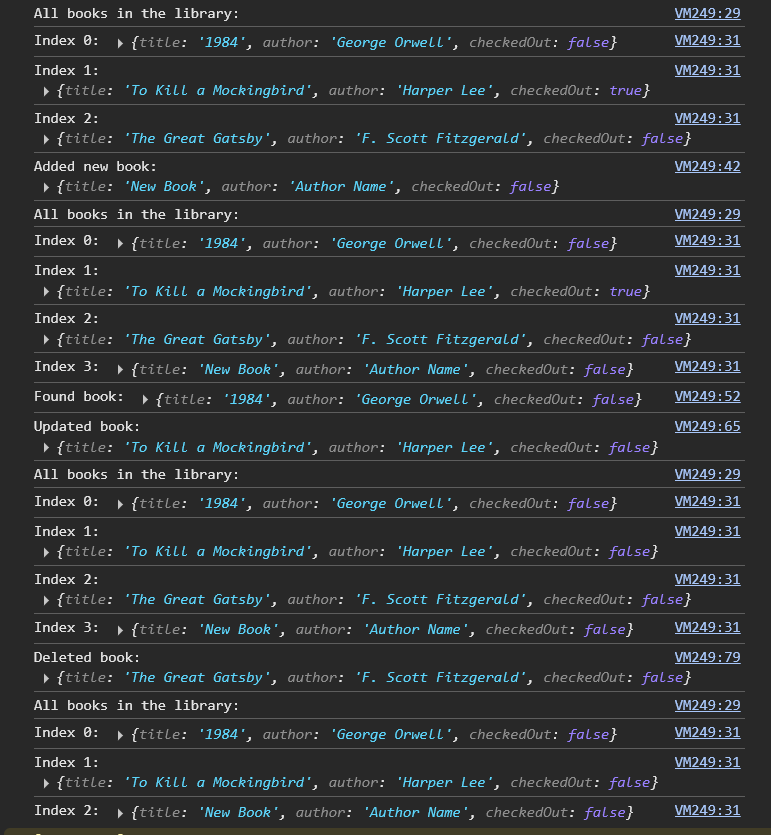 All books in the library: VM249:29
Index 0: ▶ {title: '1984', author: 'George Orwell', checkedOut: false} VM249:31
Index 1: VM249:31
▶ {title: 'To Kill a Mockingbird', author: 'Harper Lee', checkedOut: true}
Index 2: VM249:31
▶ {title: 'The Great Gatsby', author: 'F. Scott Fitzgerald', checkedOut: false}
Added new book: VM249:42
▶ {title: 'New Book', author: 'Author Name', checkedOut: false}
All books in the library: VM249:29
Index 0: ▶ {title: '1984', author: 'George Orwell', checkedOut: false} VM249:31
Index 1: VM249:31
▶ {title: 'To Kill a Mockingbird', author: 'Harper Lee', checkedOut: true}
Index 2: VM249:31
▶ {title: 'The Great Gatsby', author: 'F. Scott Fitzgerald', checkedOut: false}
Index 3: ▶ {title: 'New Book', author: 'Author Name', checkedOut: false} VM249:31
Found book: ▶ {title: '1984', author: 'George Orwell', checkedOut: false} VM249:52
Updated book: VM249:65
▶ {title: 'To Kill a Mockingbird', author: 'Harper Lee', checkedOut: false}
All books in the library: VM249:29
Index 0: ▶ {title: '1984', author: 'George Orwell', checkedOut: false} VM249:31
Index 1: VM249:31
▶ {title: 'To Kill a Mockingbird', author: 'Harper Lee', checkedOut: false}
Index 2: VM249:31
▶ {title: 'The Great Gatsby', author: 'F. Scott Fitzgerald', checkedOut: false}
Index 3: ▶ {title: 'New Book', author: 'Author Name', checkedOut: false} VM249:31
Deleted book: VM249:79
▶ {title: 'The Great Gatsby', author: 'F. Scott Fitzgerald', checkedOut: false}
All books in the library: VM249:29
Index 0: ▶ {title: '1984', author: 'George Orwell', checkedOut: false} VM249:31
Index 1: VM249:31
▶ {title: 'To Kill a Mockingbird', author: 'Harper Lee', checkedOut: false}
Index 2: ▶ {title: 'New Book', author: 'Author Name', checkedOut: false} VM249:31